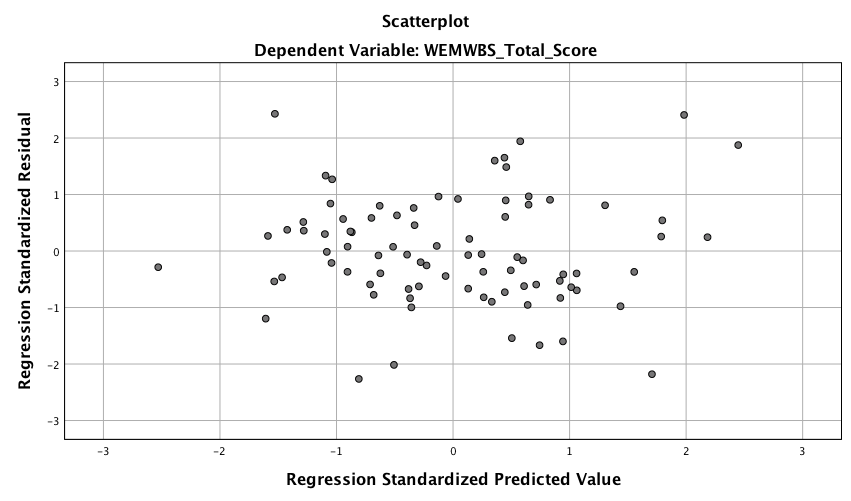 Scatterplot
Dependent Variable: WEMWBS_Total_Score
Regression Standardized Residual
3
2
1
0
−1
−2
−3
−3 −2 −1 0 1 2 3
Regression Standardized Predicted Value